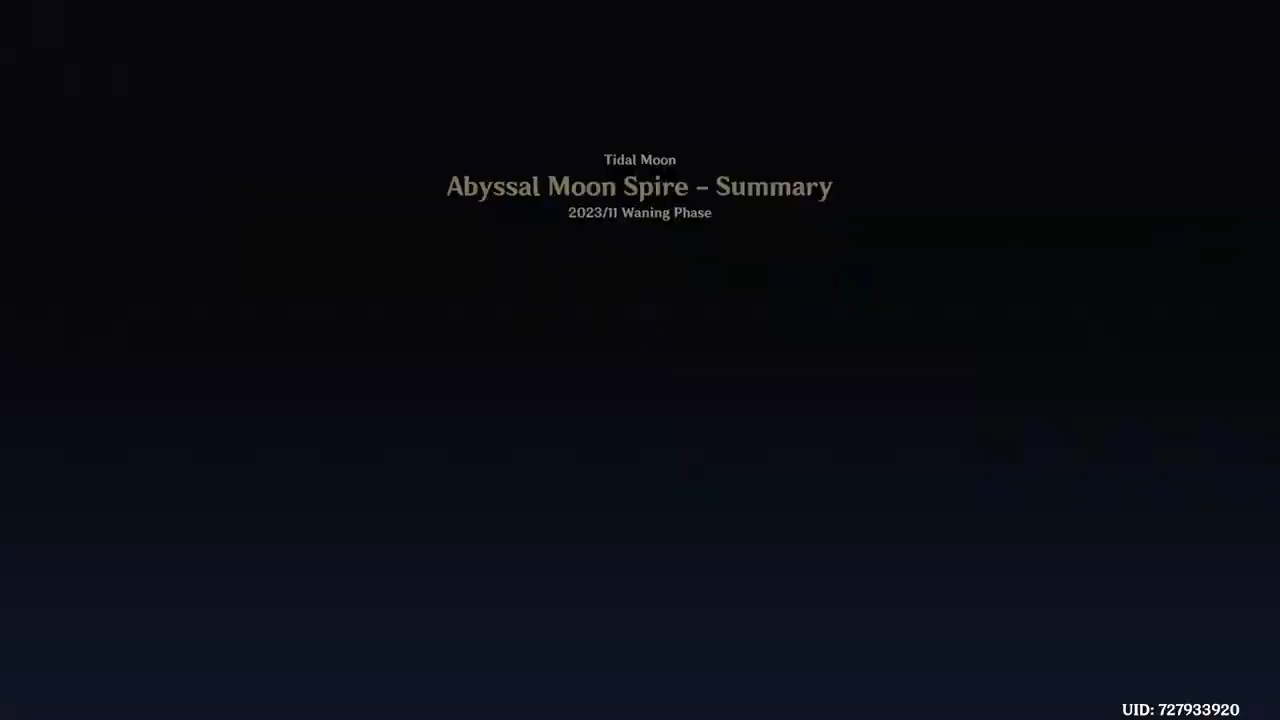 Tidal Moon
Abyssal Moon Spire – Summary
2023/11 Waning Phase
UID: 727933920